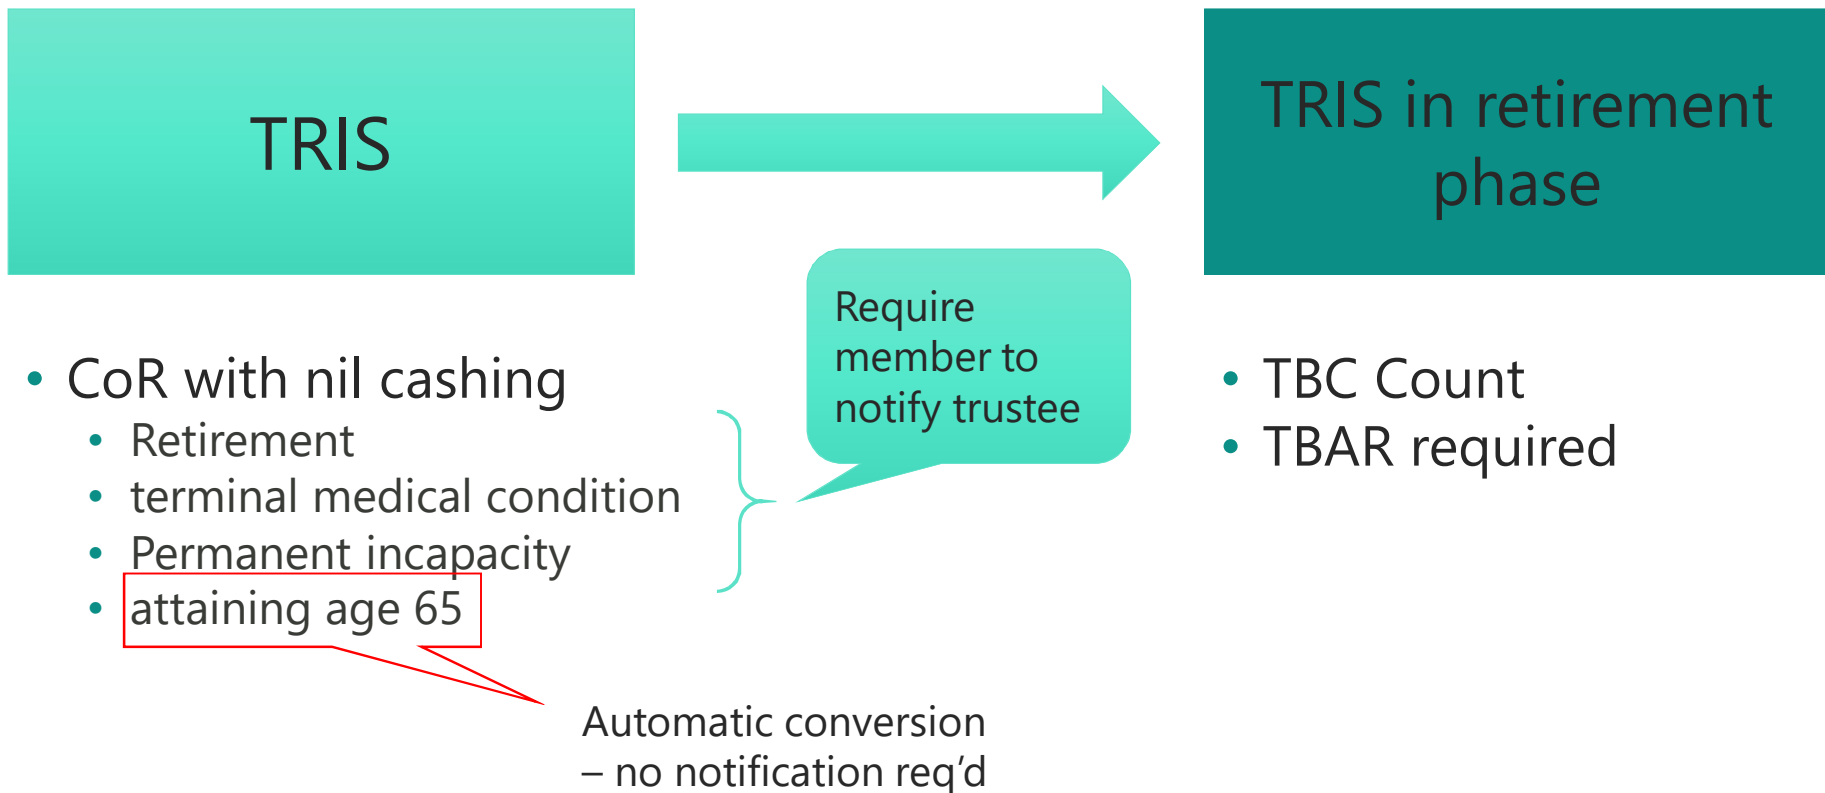 TRIS
TRIS in retirement
phase
Require
member to
notify trustee
• CoR with nil cashing
• Retirement
• terminal medical condition
• Permanent incapacity
• attaining age 65
Automatic conversion
– no notification req’d
• TBC Count
• TBAR required